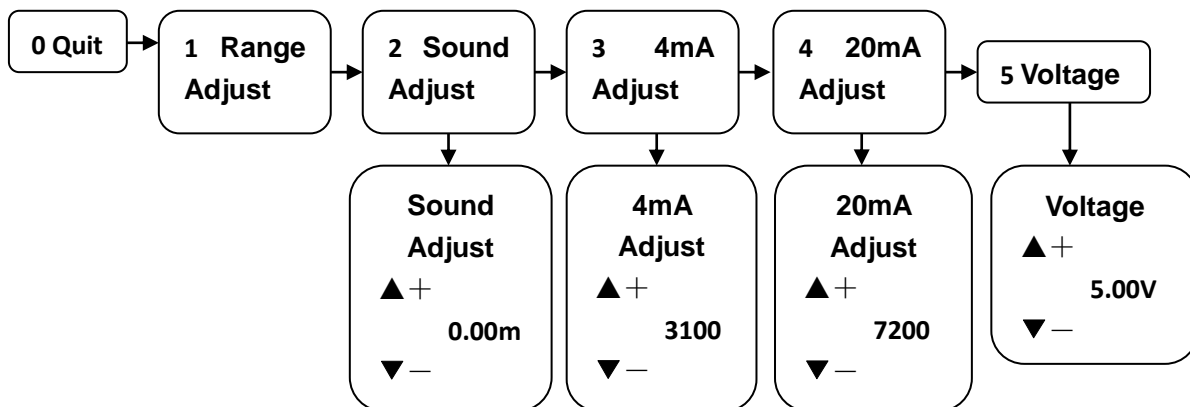 0 Quit
1 Range
Adjust
2 Sound
Adjust
3 4mA
Adjust
4 20mA
Adjust
5 Voltage
Sound
Adjust
▲+
0.00m
▼−
4mA
Adjust
▲+
3100
▼−
20mA
Adjust
▲+
7200
▼−
Voltage
▲+
5.00V
▼−